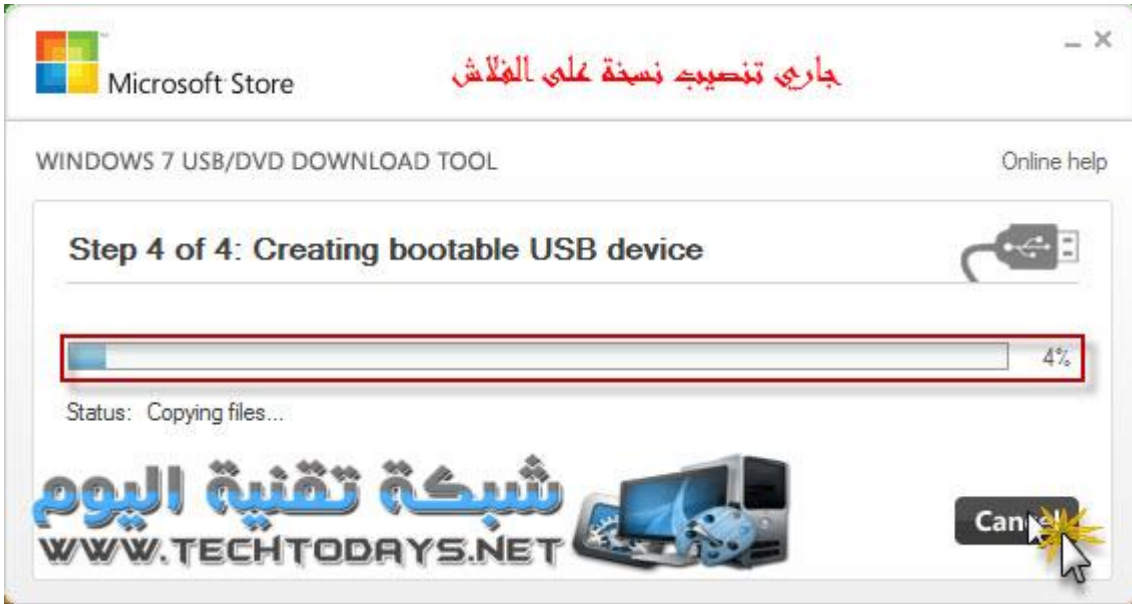 Microsoft Store
جاري تنصيب نسخة على الفلاش
WINDOWS 7 USB/DVD DOWNLOAD TOOL
Online help
Step 4 of 4: Creating bootable USB device
4%
Status: Copying files...
شبكة تقنية اليوم
WWW.TECHTODAYS.NET
Cancel